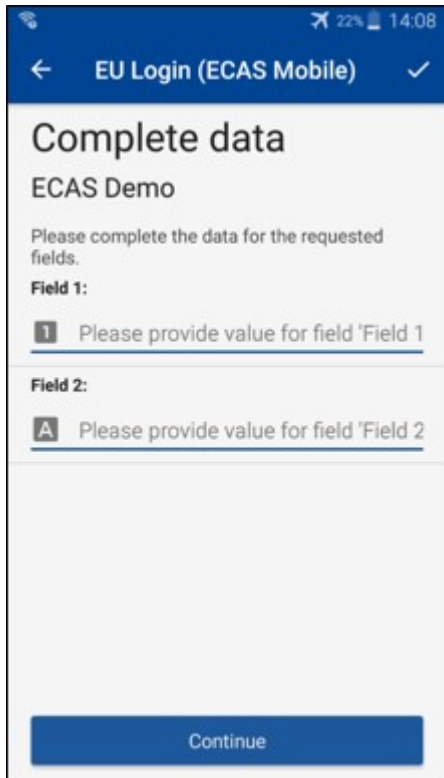 22% 14:08
EU Login (ECAS Mobile)
Complete data
ECAS Demo
Please complete the data for the requested
fields.
Field 1:
1 Please provide value for field 'Field 1
Field 2:
A Please provide value for field 'Field 2
Continue